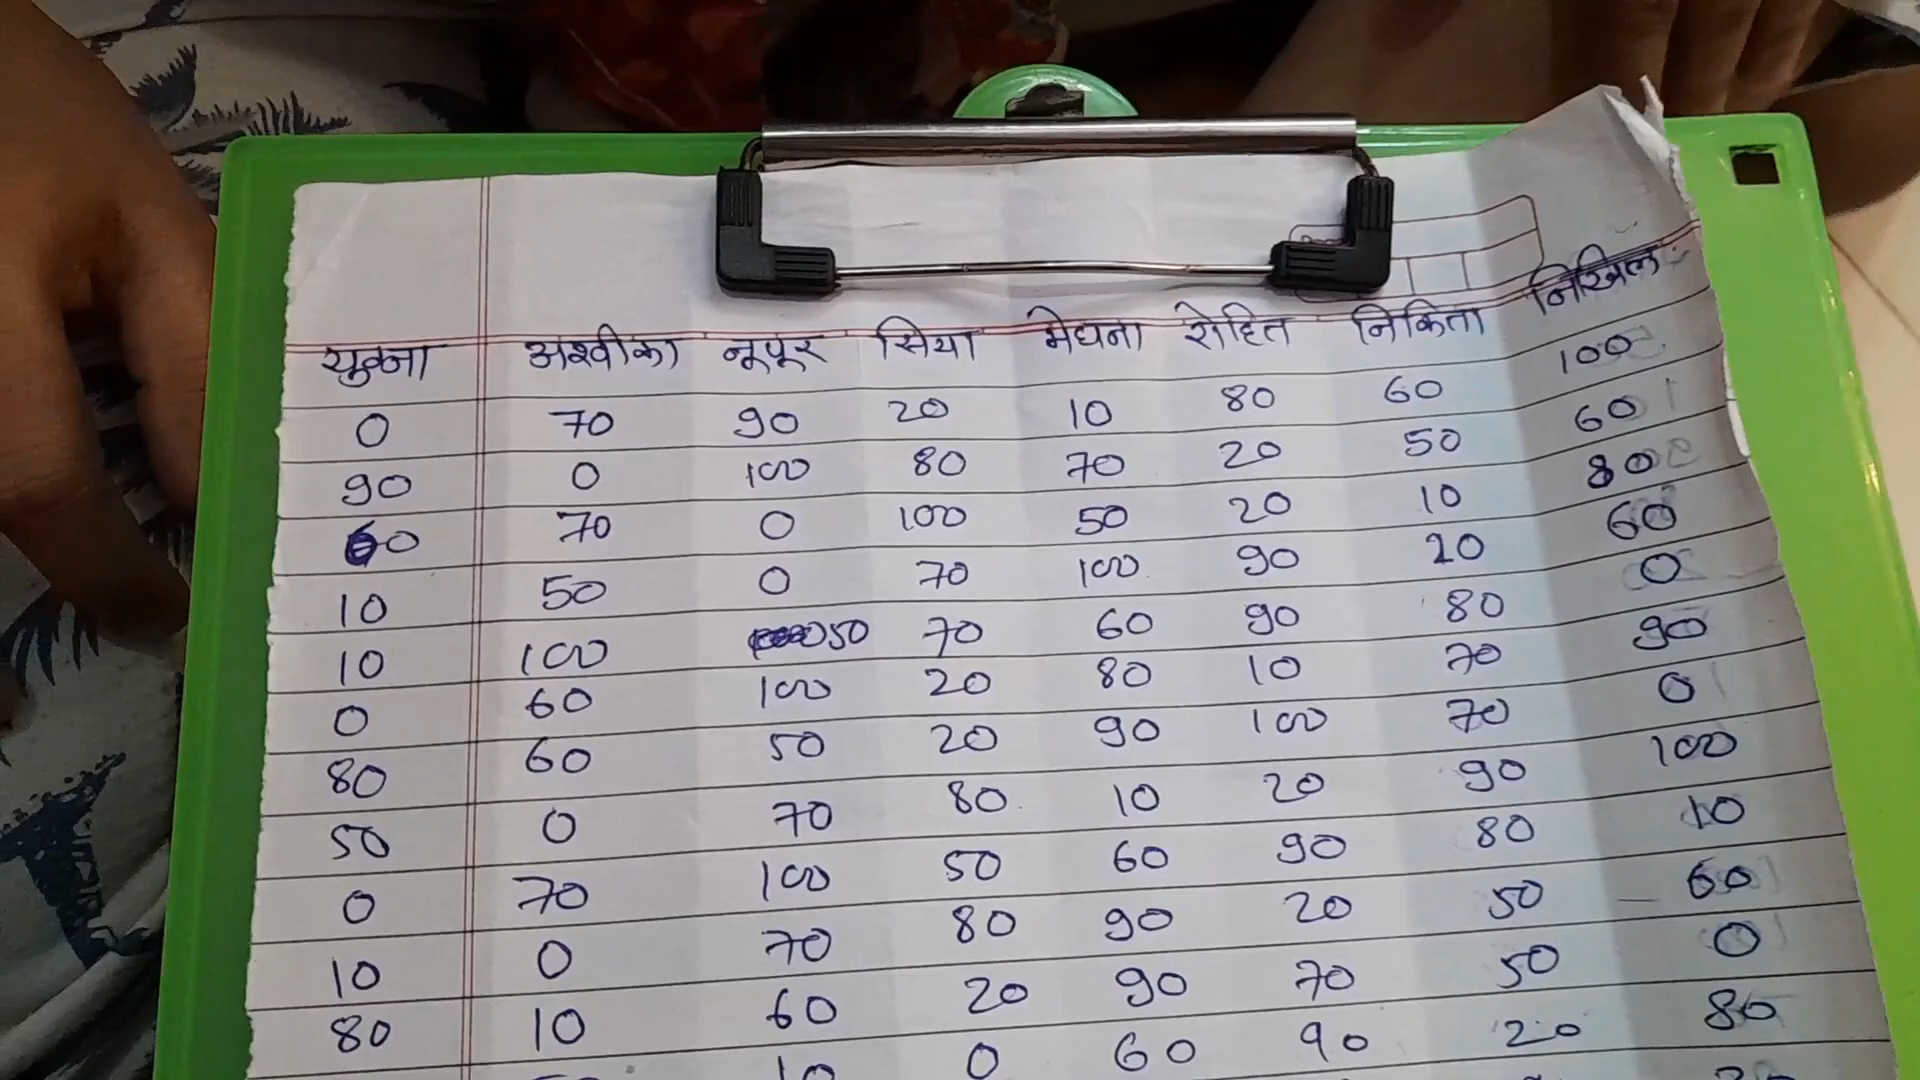 युक्ना अश्वीका नूपूर सिया मेघना रोहित निकिता निखिल
0 70 90 20 10 80 60 100
90 0 100 80 70 20 50 60
60 70 0 100 50 20 10 80
10 50 0 70 100 90 20 60
10 100 50 70 60 90 80 0
0 60 100 20 80 10 70 90
80 60 50 20 90 100 70 0
50 0 70 80 10 20 90 100
0 70 100 50 60 90 80 10
10 0 70 80 90 20 50 60
80 10 60 20 90 70 50 0
10 0 60 90 20 80